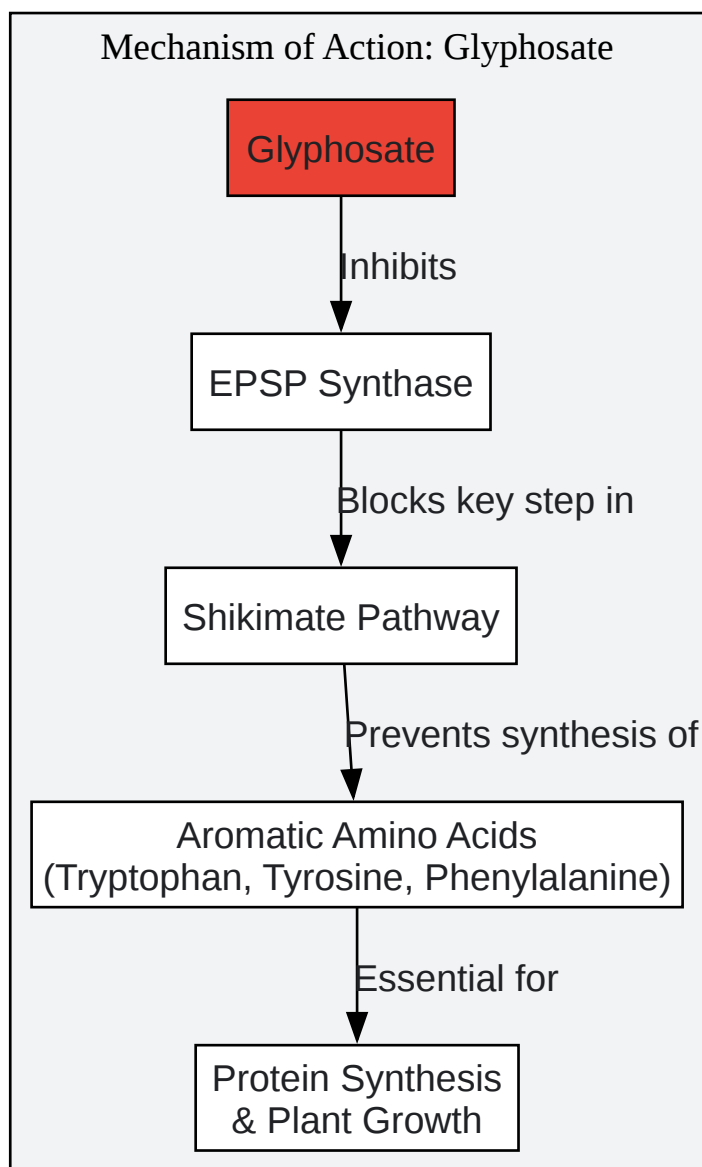 Mechanism of Action: Glyphosate
Glyphosate
Inhibits
EPSP Synthase
Blocks key step in
Shikimate Pathway
Prevents synthesis of
Aromatic Amino Acids
(Tryptophan, Tyrosine, Phenylalanine)
Essential for
Protein Synthesis
& Plant Growth